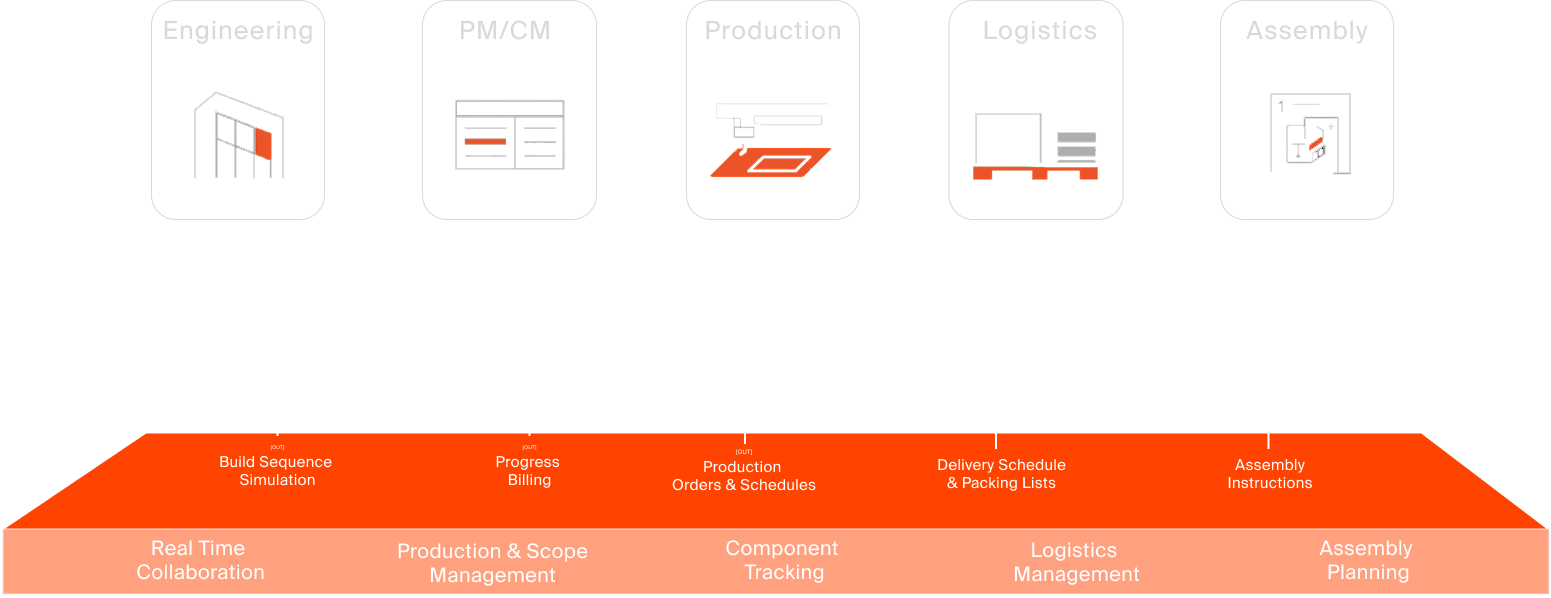 Engineering
PM/CM
Production
Logistics
Assembly
1
[OUT]
Build Sequence
Simulation
[OUT]
Progress
Billing
[OUT]
Production
Orders & Schedules
Delivery Schedule
& Packing Lists
Assembly
Instructions
Real Time
Collaboration
Production & Scope
Management
Component
Tracking
Logistics
Management
Assembly
Planning